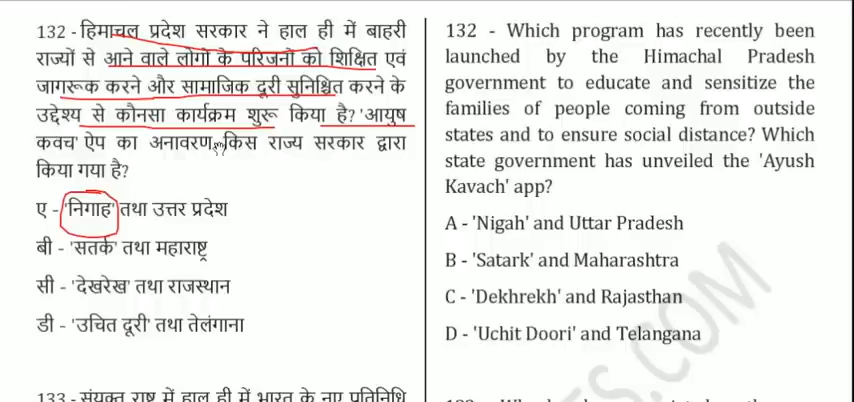 132 - हिमाचल प्रदेश सरकार ने हाल ही में बाहरी
राज्यों से आने वाले लोगों के परिजनों को शिक्षित एवं
जागरूक करने और सामाजिक दूरी सुनिश्चित करने के
उद्देश्य से कौनसा कार्यक्रम शुरू किया है? 'आयुष
कवच' ऐप का अनावरण किस राज्य सरकार द्वारा
किया गया है?
ए - 'निगाह' तथा उत्तर प्रदेश
बी - 'सतर्क' तथा महाराष्ट्र
सी - 'देखरेख' तथा राजस्थान
डी - 'उचित दूरी' तथा तेलंगाना
133 - संयुक्त राष्ट्र में हाल ही में भारत के नए प्रतिनिधि
132 - Which program has recently been
launched by the Himachal Pradesh
government to educate and sensitize the
families of people coming from outside
states and to ensure social distance? Which
state government has unveiled the 'Ayush
Kavach' app?
A - 'Nigah' and Uttar Pradesh
B - 'Satark' and Maharashtra
C - 'Dekhrekh' and Rajasthan
D - 'Uchit Doori' and Telangana